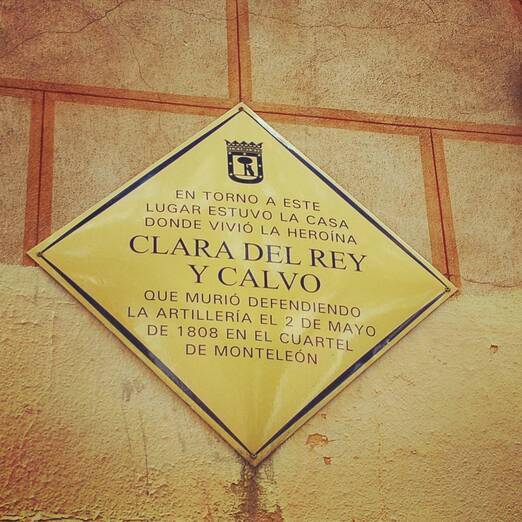 EN TORNO A ESTE
LUGAR ESTUVO LA CASA
DONDE VIVIÓ LA HEROÍNA
CLARA DEL REY
Y CALVO
QUE MURIÓ DEFENDIENDO
LA ARTILLERÍA EL 2 DE MAYO
DE 1808 EN EL CUARTEL
DE MONTELEÓN